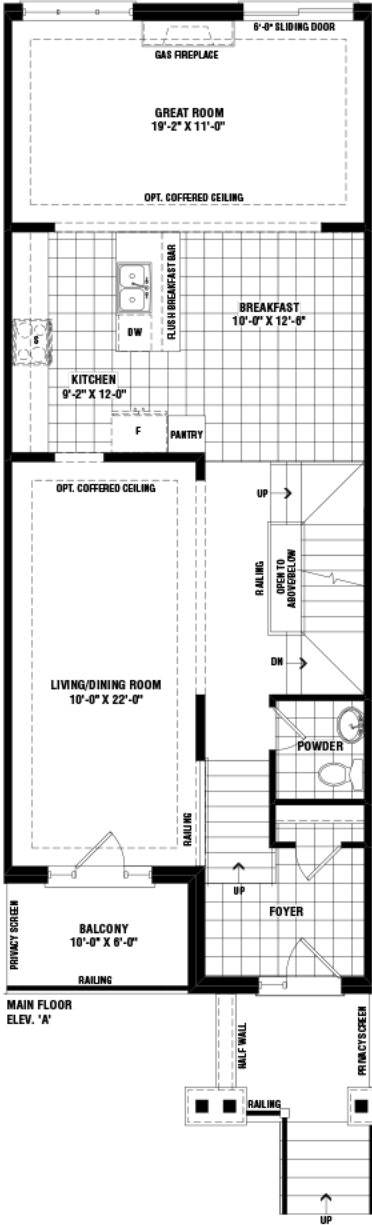 6'-0" SLIDING DOOR
GAS FIREPLACE
GREAT ROOM
19'-2" X 11'-0"
OPT. COFFERED CEILING
FLUSH BREAKFAST BAR
BREAKFAST
10'-0" X 12'-6"
DW
S
KITCHEN
9'-2" X 12'-0"
F
PANTRY
OPT. COFFERED CEILING
UP
RAILING
OPEN TO
ABOVE/BELOW
DN
LIVING/DINING ROOM
10'-0" X 22'-0"
POWDER
RAILING
UP
FOYER
PRIVACY SCREEN
BALCONY
10'-0" X 6'-0"
RAILING
MAIN FLOOR
ELEV. 'A'
HALF WALL
PRIVACY SCREEN
RAILING
UP